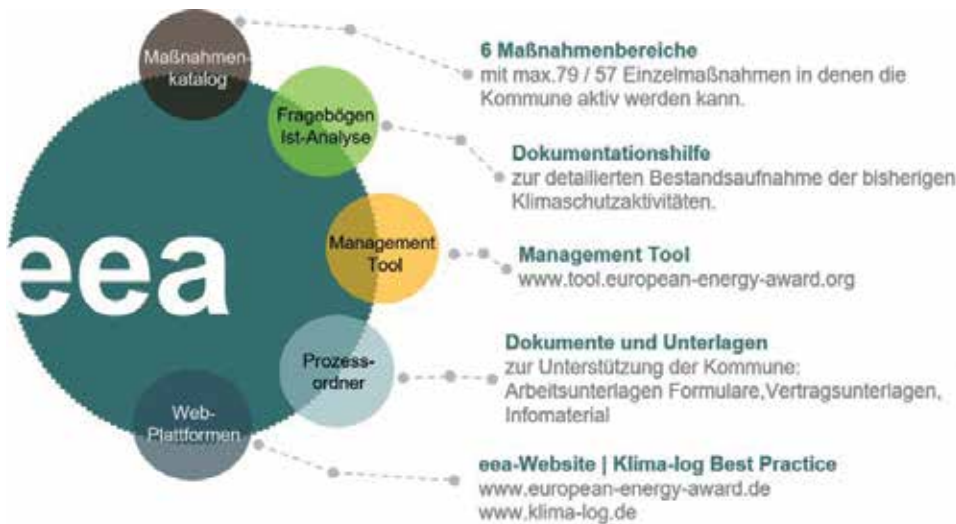 Maßnahmen-
katalog
6 Maßnahmenbereiche
mit max.79 / 57 Einzelmaßnahmen in denen die
Kommune aktiv werden kann.
Fragebögen
Ist-Analyse
Dokumentationshilfe
zur detaillierten Bestandsaufnahme der bisherigen
Klimaschutzaktivitäten.
eea
Management
Tool
Management Tool
www.tool.european-energy-award.org
Prozess-
ordner
Dokumente und Unterlagen
zur Unterstützung der Kommune:
Arbeitsunterlagen Formulare,Vertragsunterlagen,
Infomaterial
Web-
Plattformen
eea-Website | Klima-log Best Practice
www.european-energy-award.de
www.klima-log.de